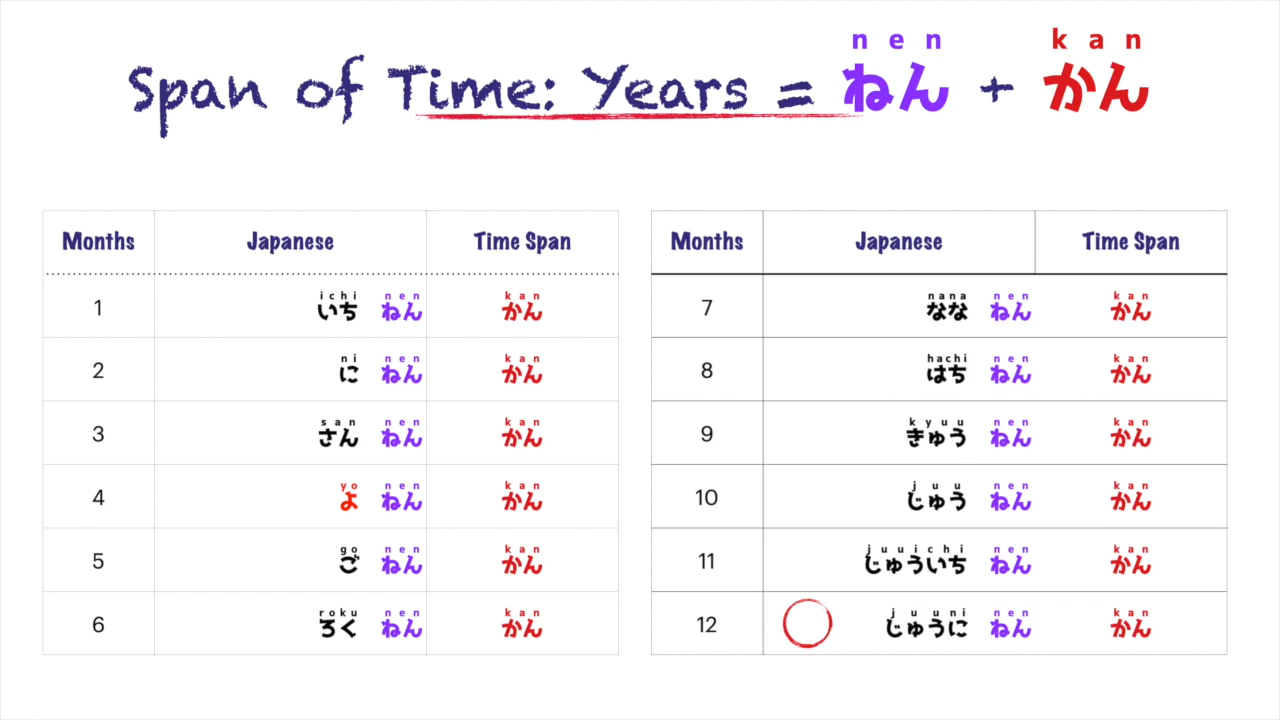 nen kan
Span of Time: Years = ねん + かん
Months Japanese Time Span
1 いち ichi ねん nen かん kan
2 に ni ねん nen かん kan
3 さん san ねん nen かん kan
4 よ yo ねん nen かん kan
5 ご go ねん nen かん kan
6 ろく roku ねん nen かん kan
Months Japanese Time Span
7 なな nana ねん nen かん kan
8 はち hachi ねん nen かん kan
9 きゅう kyuu ねん nen かん kan
10 じゅう juu ねん nen かん kan
11 じゅういち juuichi ねん nen かん kan
12 じゅうに juuni ねん nen かん kan